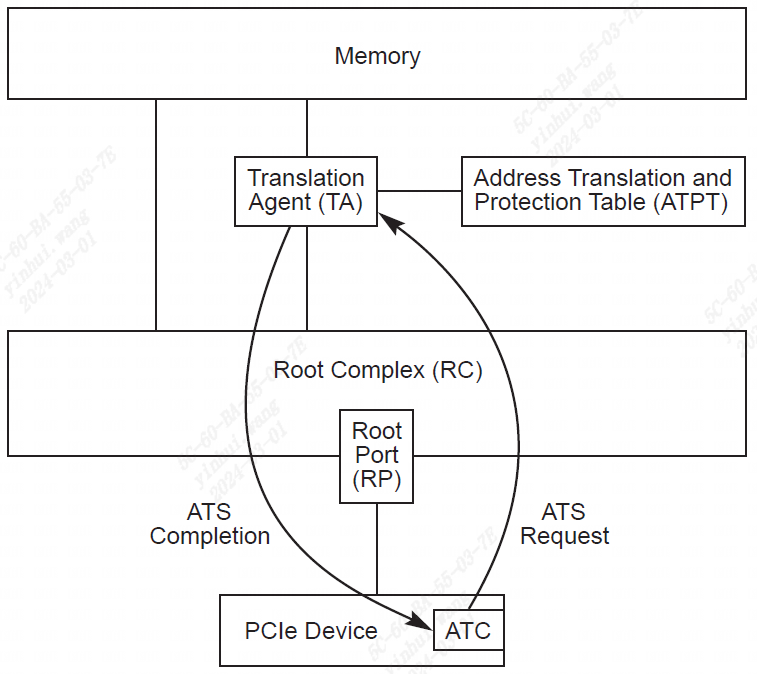 Memory
Translation
Agent (TA)
Address Translation and
Protection Table (ATPT)
Root Complex (RC)
Root
Port
(RP)
ATS
Completion
ATS
Request
PCIe Device
ATC
5C-60-BA-55-03-7E
yinhui.wang
2024-03-01